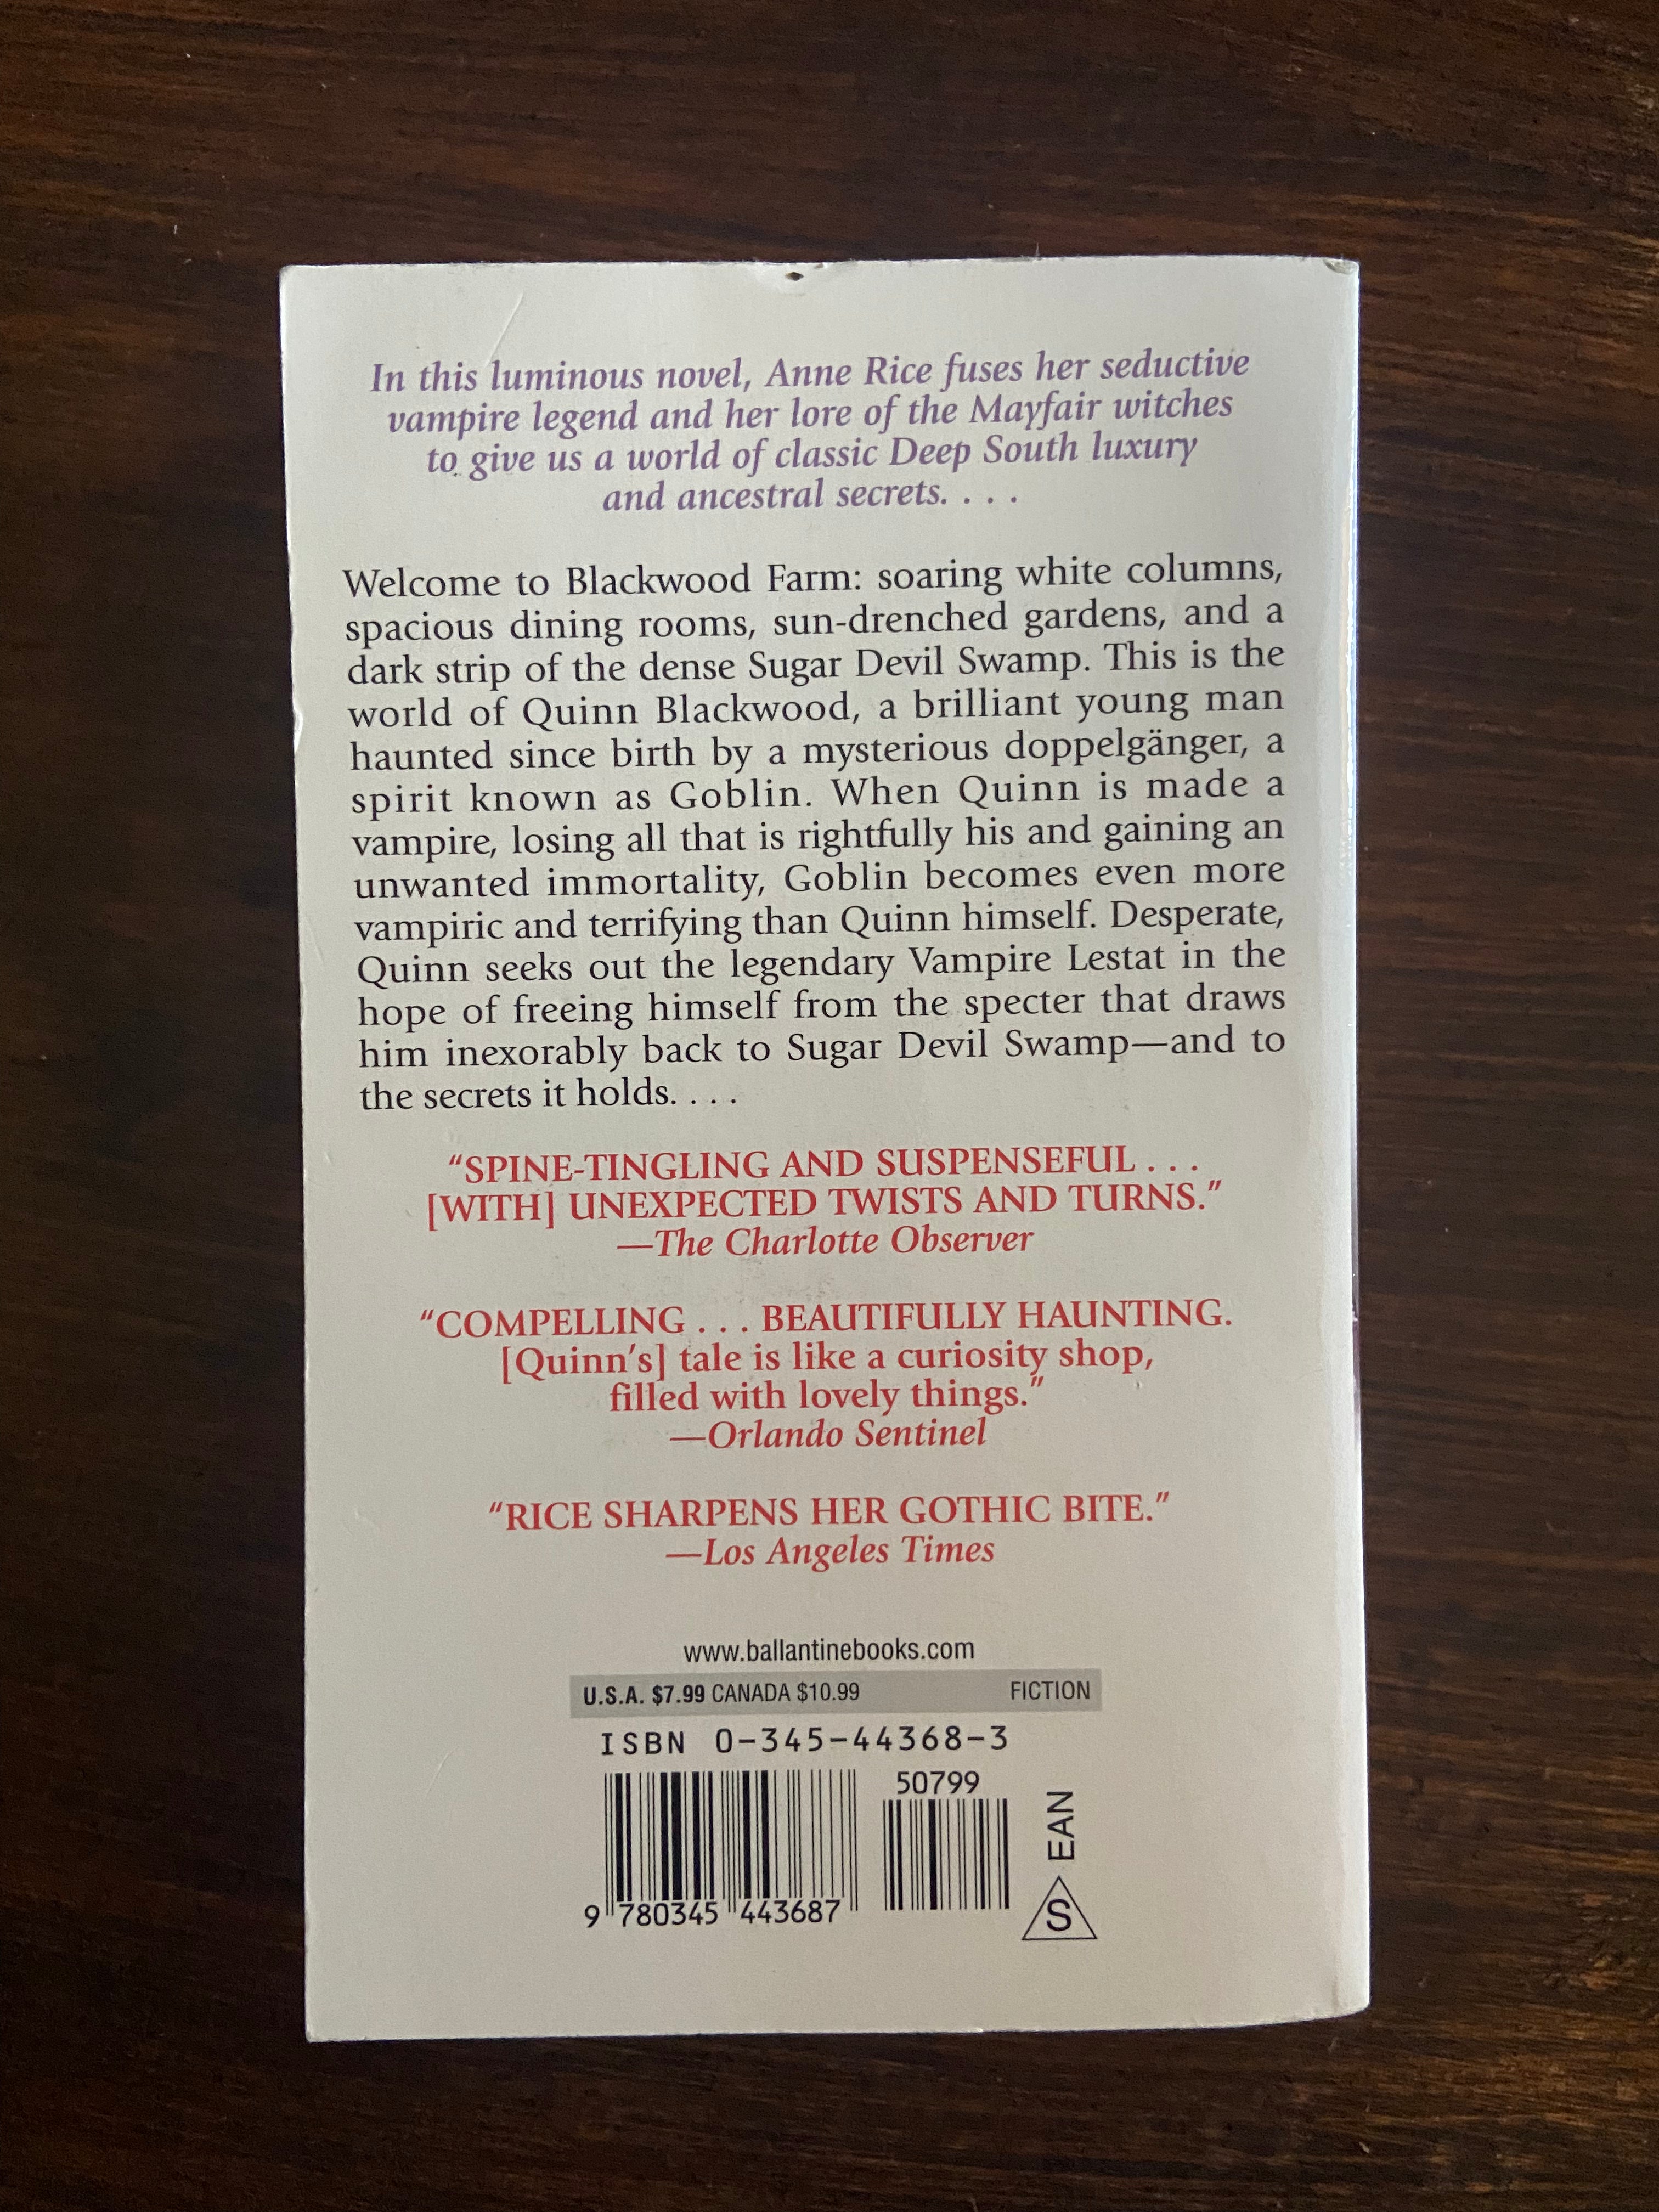 In this luminous novel, Anne Rice fuses her seductive
vampire legend and her lore of the Mayfair witches
to give us a world of classic Deep South luxury
and ancestral secrets. . . .
Welcome to Blackwood Farm: soaring white columns,
spacious dining rooms, sun-drenched gardens, and a
dark strip of the dense Sugar Devil Swamp. This is the
world of Quinn Blackwood, a brilliant young man
haunted since birth by a mysterious doppelgänger, a
spirit known as Goblin. When Quinn is made a
vampire, losing all that is rightfully his and gaining an
unwanted immortality, Goblin becomes even more
vampiric and terrifying than Quinn himself. Desperate,
Quinn seeks out the legendary Vampire Lestat in the
hope of freeing himself from the specter that draws
him inexorably back to Sugar Devil Swamp—and to
the secrets it holds. . . .
“SPINE-TINGLING AND SUSPENSEFUL . . .
[WITH] UNEXPECTED TWISTS AND TURNS.”
—The Charlotte Observer
“COMPELLING . . . BEAUTIFULLY HAUNTING.
[Quinn’s] tale is like a curiosity shop,
filled with lovely things.”
—Orlando Sentinel
“RICE SHARPENS HER GOTHIC BITE.”
—Los Angeles Times
www.ballantinebooks.com
U.S.A. $7.99 CANADA $10.99 FICTION
ISBN 0-345-44368-3
50799
9 780345 443687
S EAN